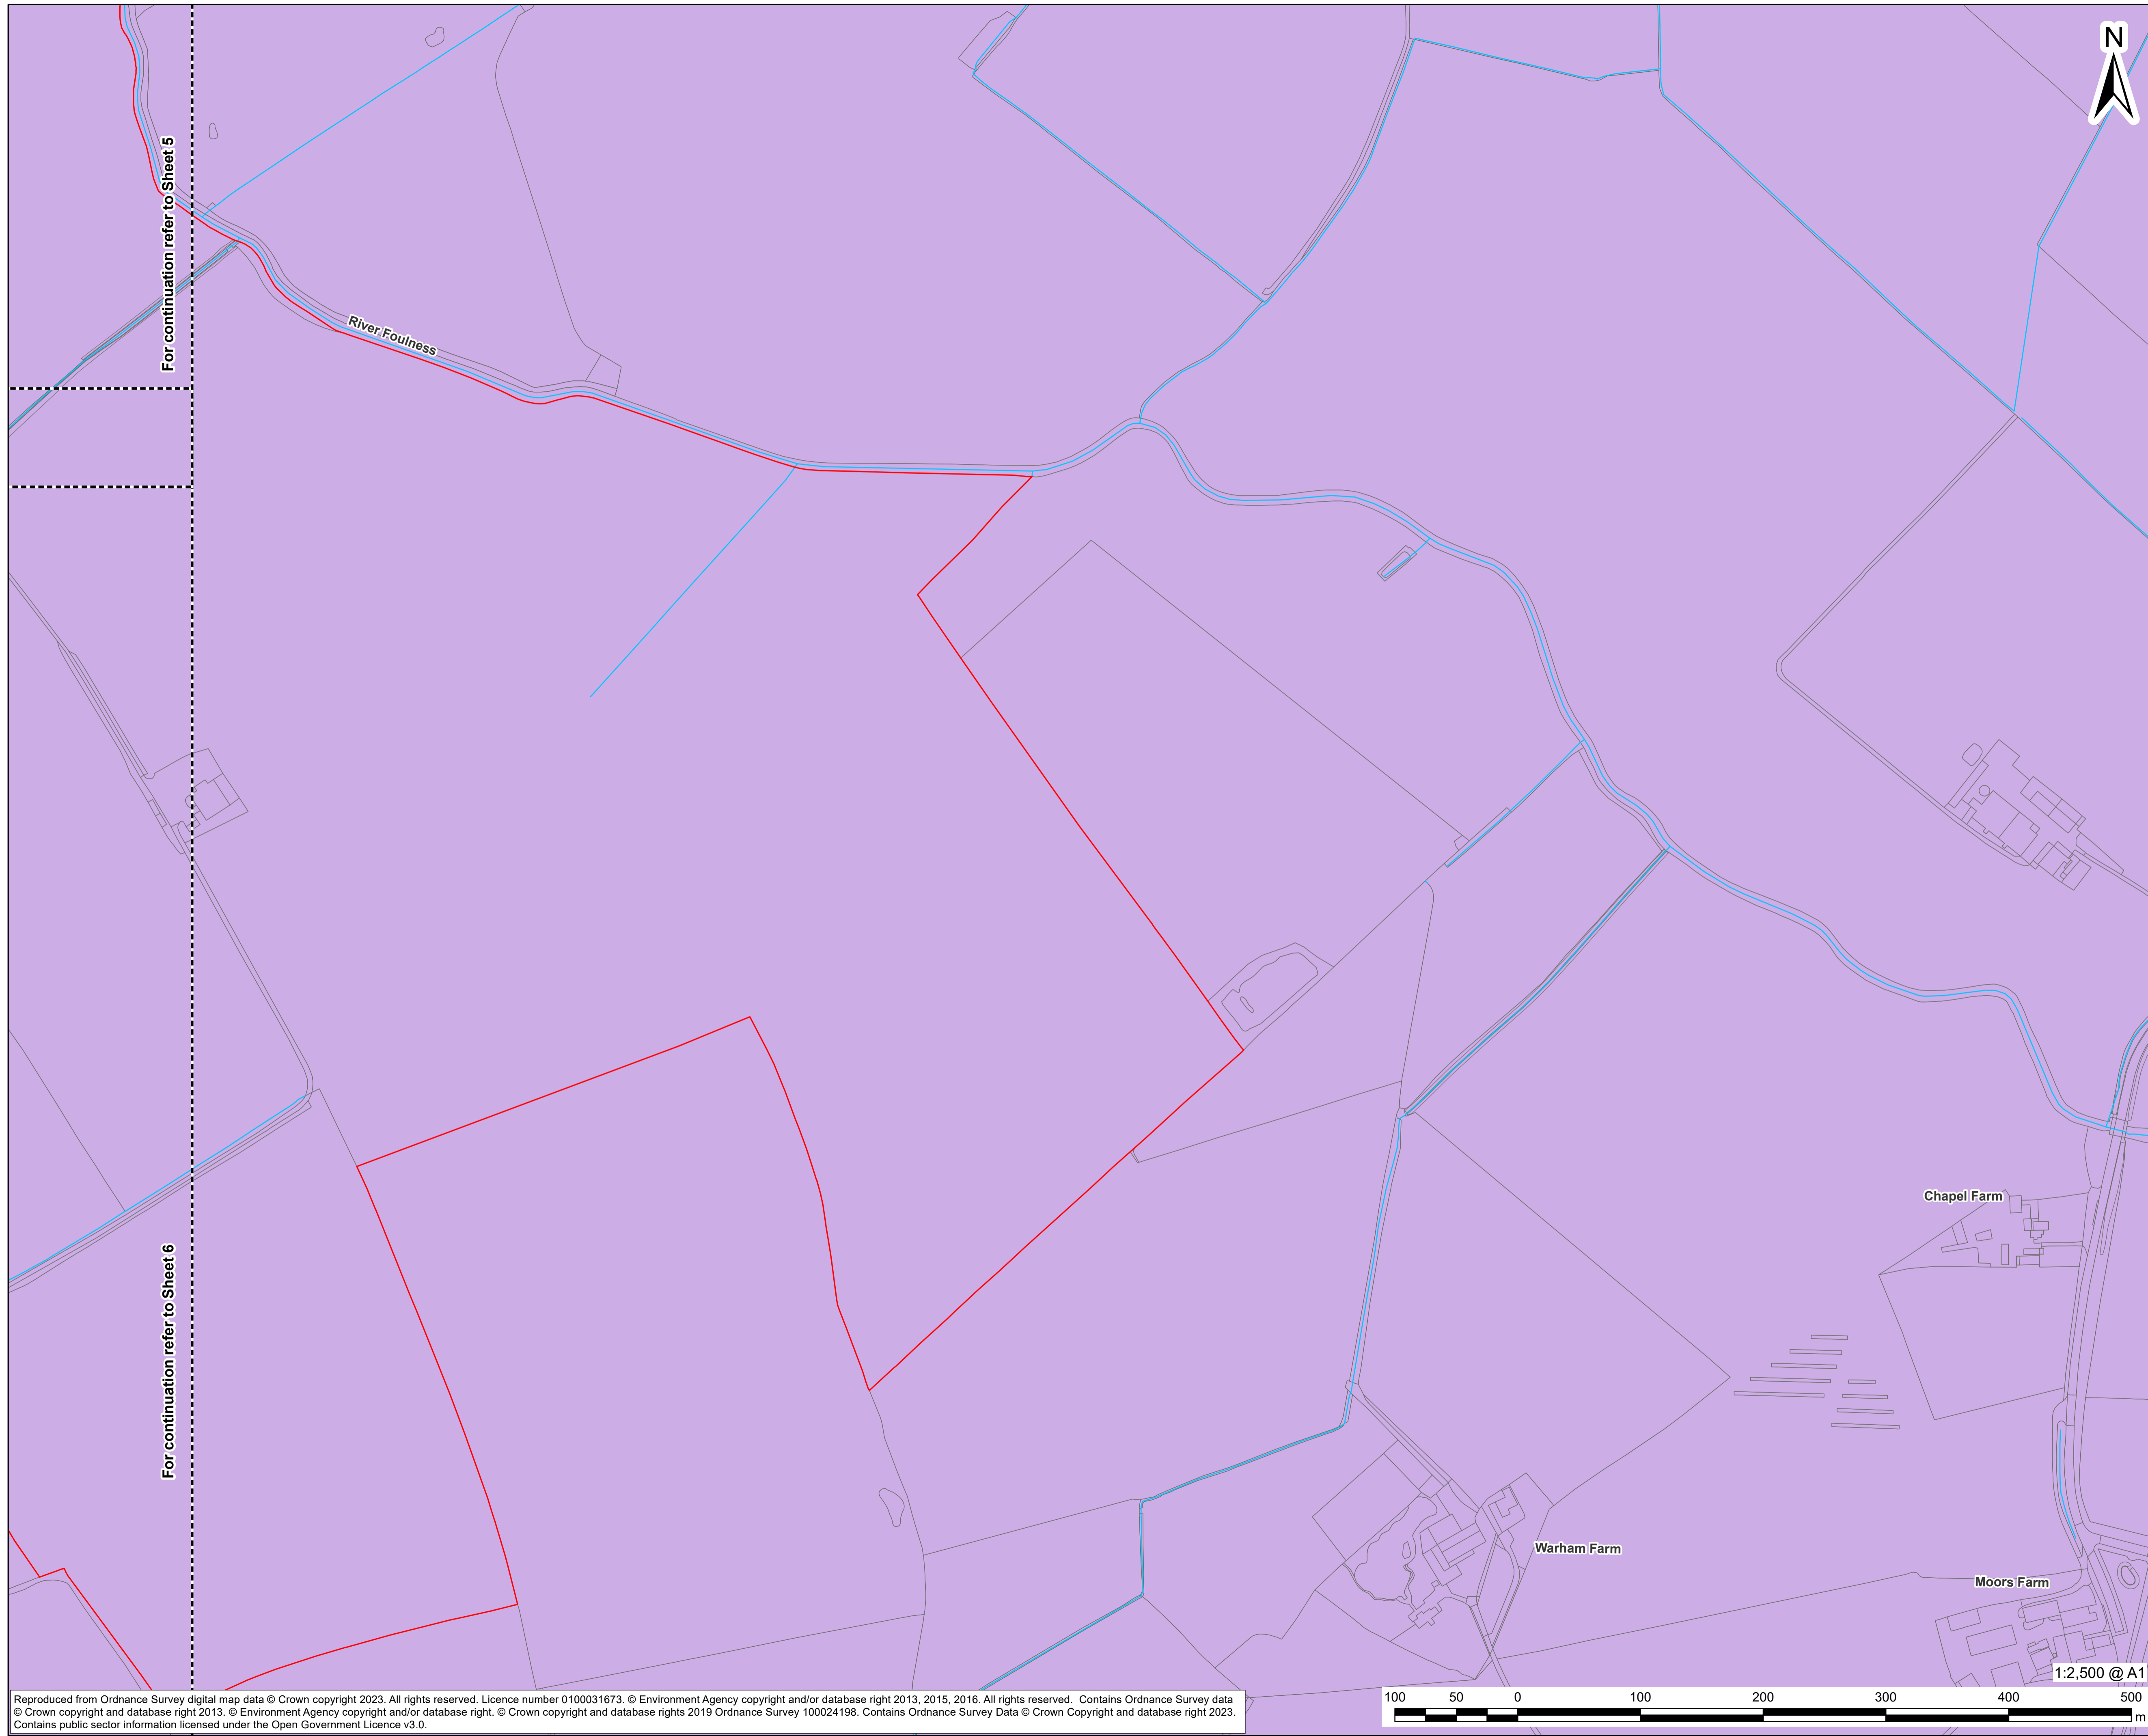 N
For continuation refer to Sheet 5
River Foulness
Chapel Farm
For continuation refer to Sheet 6
Warham Farm
Moors Farm
1:2,500 @ A1
100 50 0 100 200 300 400 500
m
Reproduced from Ordnance Survey digital map data © Crown copyright 2023. All rights reserved. Licence number 0100031673. © Environment Agency copyright and/or database right 2013, 2015, 2016. All rights reserved. Contains Ordnance Survey data
© Crown copyright and database right 2013. © Environment Agency copyright and/or database right. © Crown copyright and database rights 2019 Ordnance Survey 100024198. Contains Ordnance Survey Data © Crown Copyright and database right 2023.
Contains public sector information licensed under the Open Government Licence v3.0.